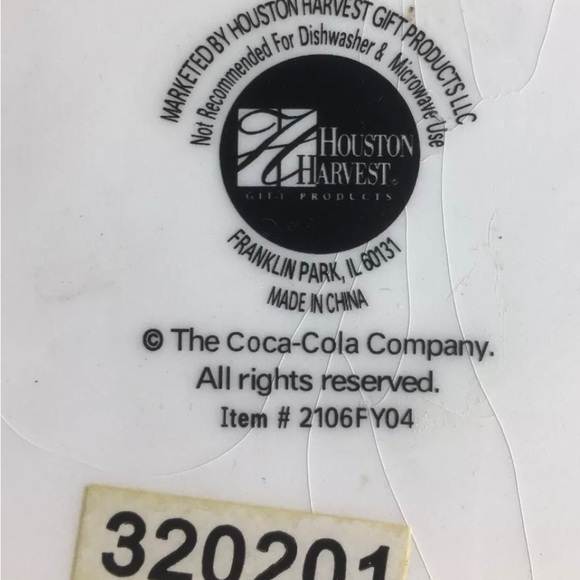 MARKETED BY HOUSTON HARVEST GIFT PRODUCTS LLC
Not Recommended For Dishwasher & Microwave Use
HOUSTON
HARVEST
GIFT PRODUCTS
FRANKLIN PARK, IL 60131
MADE IN CHINA
© The Coca-Cola Company.
All rights reserved.
Item # 2106FY04
320201